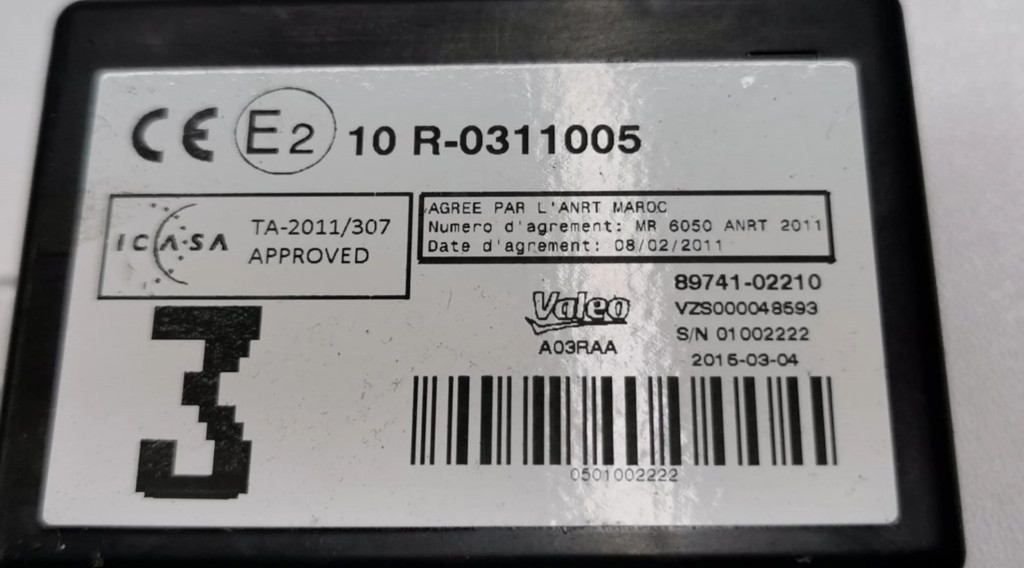 CE E2 10 R-0311005
ICASA TA-2011/307
APPROVED
AGREE PAR L'ANRT MAROC
Numero d'agrement: MR 6050 ANRT 2011
Date d'agrement: 08/02/2011
89741-02210
Valeo VZS000048593
S/N 01002222
A03RAA
2015-03-04
3
0501002222